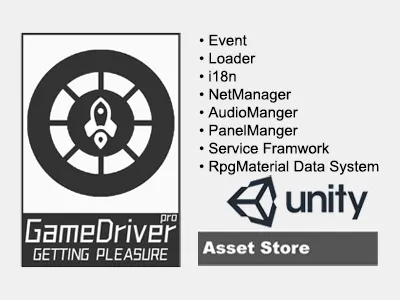 • Event
• Loader
• i18n
• NetManager
• AudioManger
• PanelManger
• Service Framwork
• RpgMaterial Data System
pro
GameDriver
GETTING PLEASURE
unity
Asset Store